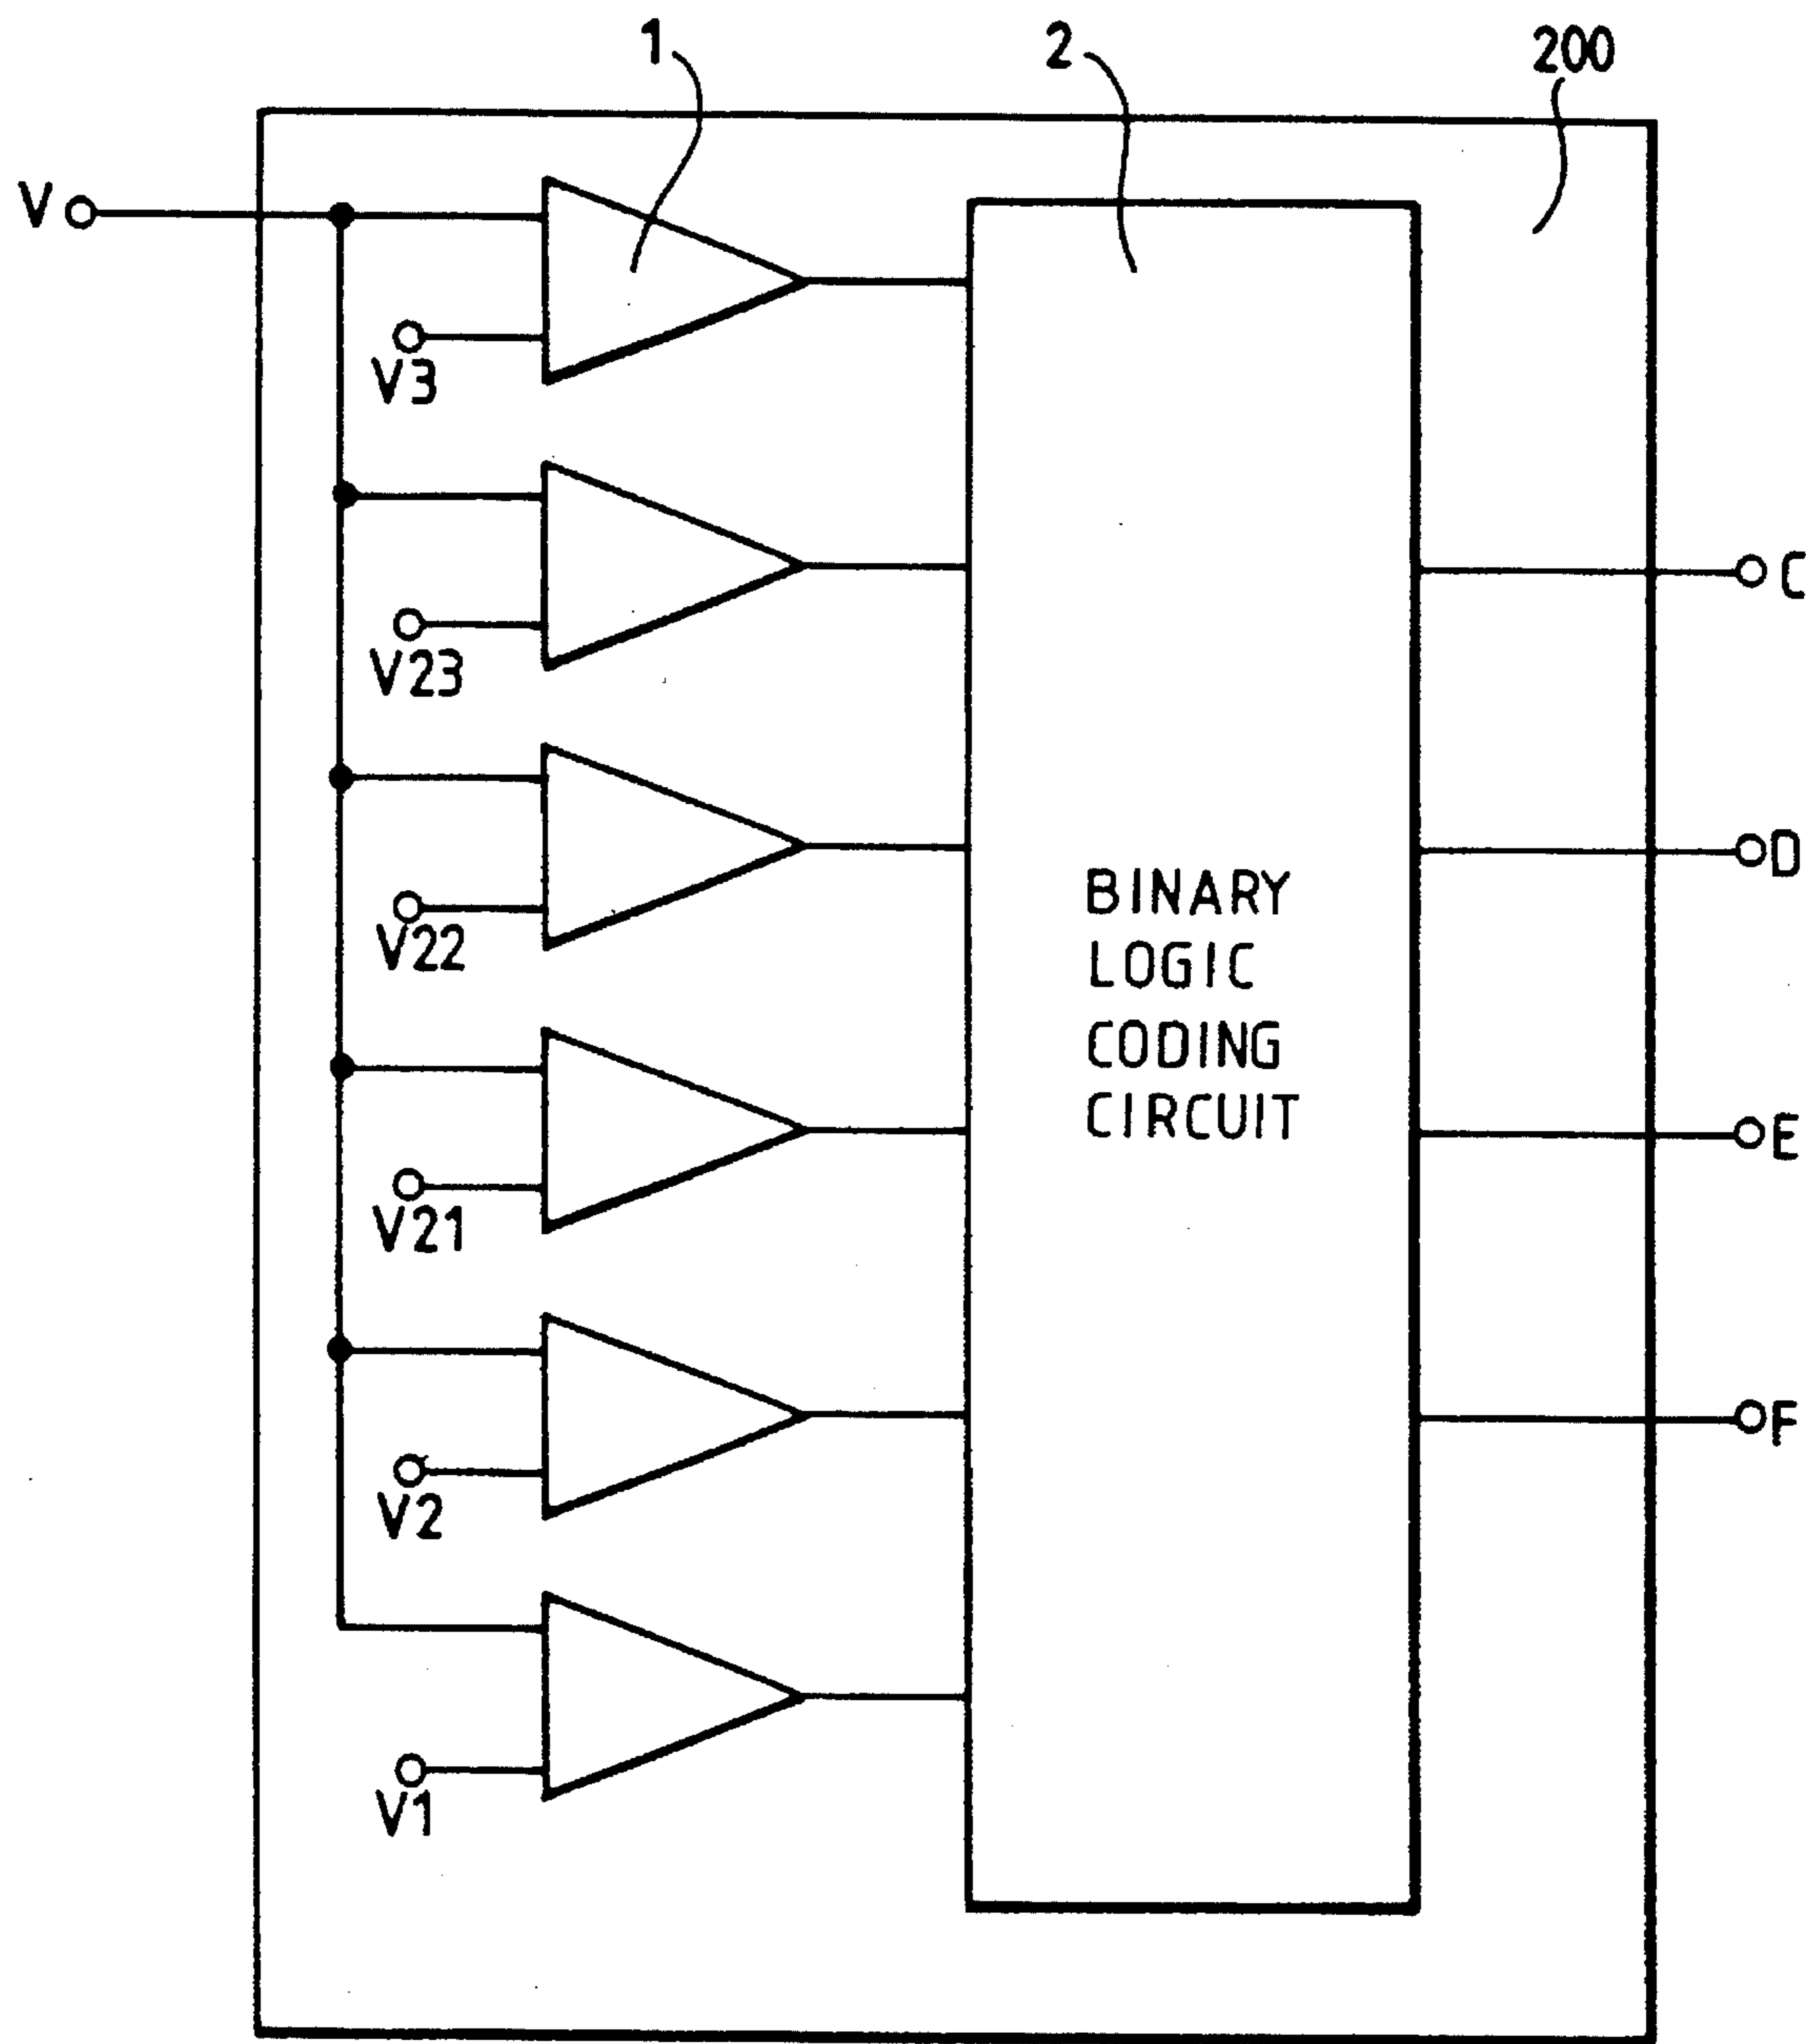 1
2
200
V
V3
V23
C
V22
D
BINARY
LOGIC
CODING
CIRCUIT
V21
E
V2
F
V1